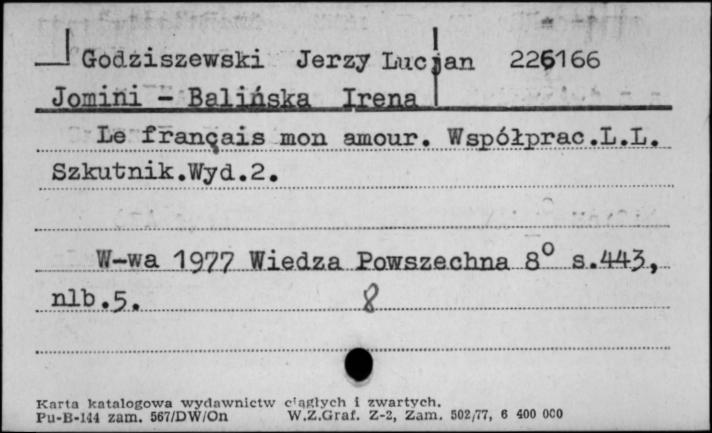 Godziszewski Jerzy Lucjan 226166
Jomini - Balińska Irena
Le français mon amour. Współprac.L.L.
Szkutnik.Wyd.2.
W-wa 1977 Wiedza Powszechna 8° s.443,
nlb.5. 8
Karta katalogowa wydawnictw ciągłych i zwartych.
Pu-B-144 zam. 567/DW/On W.Z.Graf. Z-2, Zam. 502/77, 6 400 000